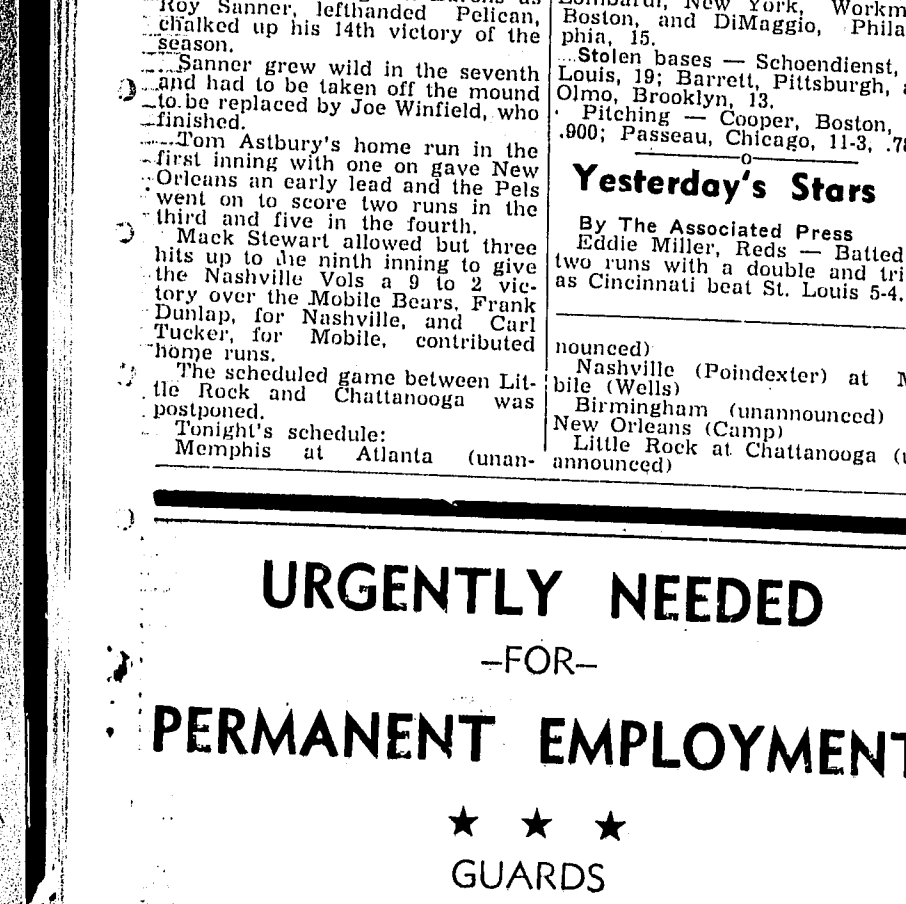 Roy Sanner, lefthanded Pelican,
chalked up his 14th victory of the
season.
Sanner grew wild in the seventh
and had to be taken off the mound
to be replaced by Joe Winfield, who
finished.
Tom Astbury's home run in the
first inning with one on gave New
Orleans an early lead and the Pels
went on to score two runs in the
third and five in the fourth.
Mack Stewart allowed but three
hits up to the ninth inning to give
the Nashville Vols a 9 to 2 vic-
tory over the Mobile Bears. Frank
Dunlap, for Nashville, and Carl
Tucker, for Mobile, contributed
home runs.
The scheduled game between Lit-
tle Rock and Chattanooga was
postponed.
Tonight's schedule:
Memphis at Atlanta (unan-
New York, Workm
Boston, and DiMaggio, Phila
phia, 15.
Stolen bases — Schoendienst,
Louis, 19; Barrett, Pittsburgh,
Olmo, Brooklyn, 13.
Pitching — Cooper, Boston,
.900; Passeau, Chicago, 11-3, .78
Yesterday's Stars
By The Associated Press
Eddie Miller, Reds — Batted
two runs with a double and tri
as Cincinnati beat St. Louis 5-4.
nounced)
Nashville (Poindexter) at M
bile (Wells)
Birmingham (unannounced)
New Orleans (Camp)
Little Rock at Chattanooga (u
announced)
URGENTLY NEEDED
–FOR–
PERMANENT EMPLOYMENT
★ ★ ★
GUARDS